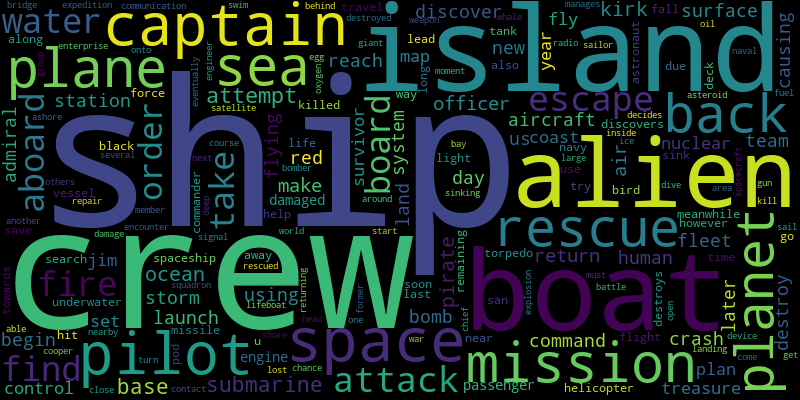 bridge expedition communication swim behind travel destroyed whale manages
water captain island discover kirk surface
weapon fly fall oil
along enterprise onto giant radio sailor
plane sea reach lead map tank new year astronaut due deck naval causing
admiral force eventually engineer egg oxygen long moment also asteroid fuel
station attempt killed officer escape back
ashore satellite way aircraft discovers decides
aboard order black course life survivor board system bay us coast nuclear team
several red light navy inside ice
ship flying alien air
others next bomber make day large sink spacecraft
vessel commander deep take damaged land use area gun
repair around sinking try bird dive kill
another member help rescue meanwhile
save encounter signal world start torpedo fleet however sail
crew pirate boat go
damage away remaining return human time planet
search jim spaceship rescued
towards fire ocean squadron using soon san explosion destroys must open destroy
underwater storm returning lifeboat last bomb chief battle later
set launch missile around one former
able hit nearby shore head war near command flight crash device
begin pilot u space mission landing
cooper turn pod engine chance passenger plan come get
find lost helicopter
control close base contact submarine attack treasure